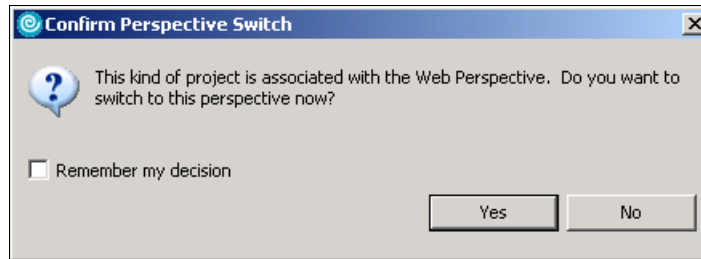 Confirm Perspective Switch
This kind of project is associated with the Web Perspective. Do you want to
switch to this perspective now?
Remember my decision
Yes No